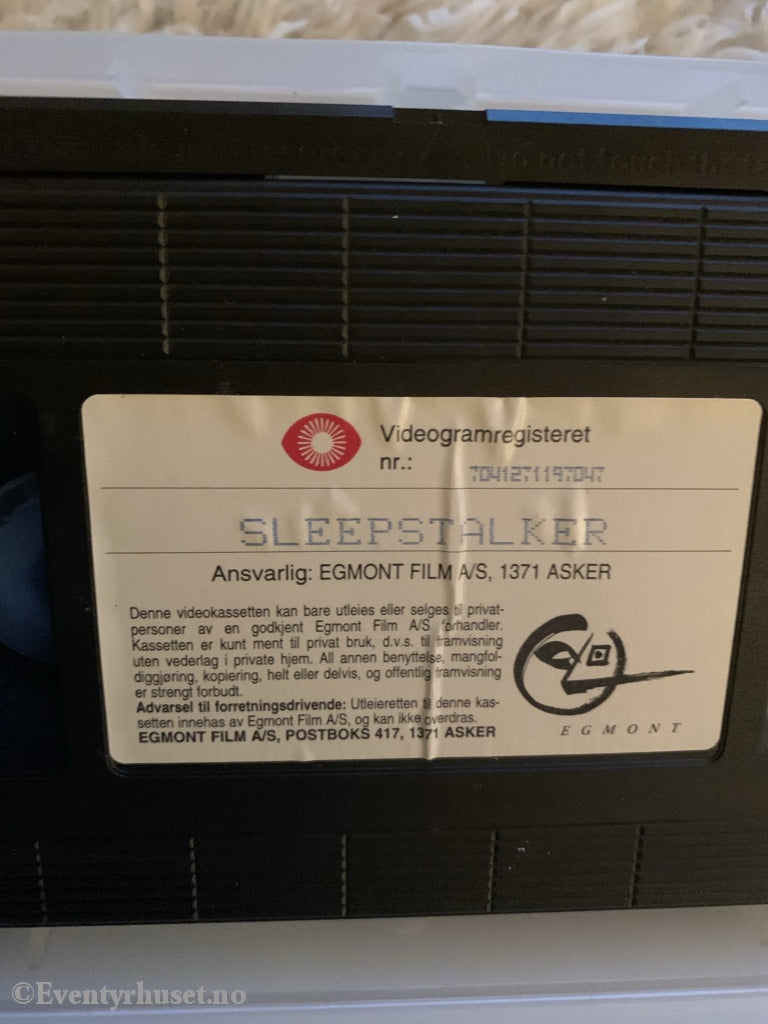 Do not touch the
Videogramregisteret
nr.: 7041271197047
SLEEPSTALKER
Ansvarlig: EGMONT FILM A/S, 1371 ASKER
Denne videokassetten kan bare utleies eller selges til privat-
personer av en godkjent Egmont Film A/S forhandler.
Kassetten er kunt ment til privat bruk, d.v.s. til framvisning
uten vederlag i private hjem. All annen benyttelse, mangfol-
diggjøring, kopiering, helt eller delvis, og offentlig framvisning
er strengt forbudt.
Advarsel til forretningsdrivende: Utleieretten til denne kas-
setten innehas av Egmont Film A/S, og kan ikke overdras.
EGMONT FILM A/S, POSTBOKS 417, 1371 ASKER
EGMONT
©Eventyrhuset.no